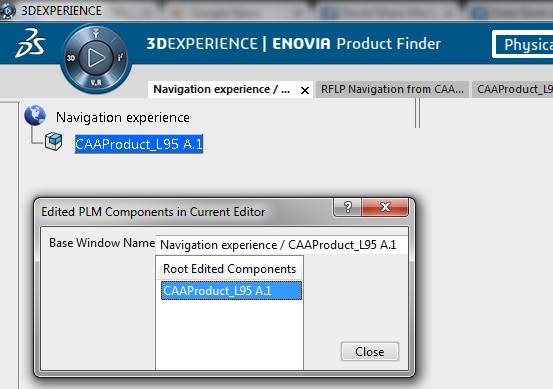 3DEXPERIENCE
3DEXPERIENCE | ENOVIA Product Finder
Physica
3D
V.R
Navigation experience / ...
RFLP Navigation from CAA...
CAAProduct_L9
Navigation experience
CAAProduct_L95 A.1
Edited PLM Components in Current Editor
Base Window Name
Navigation experience / CAAProduct_L95 A.1
Root Edited Components
CAAProduct_L95 A.1
Close